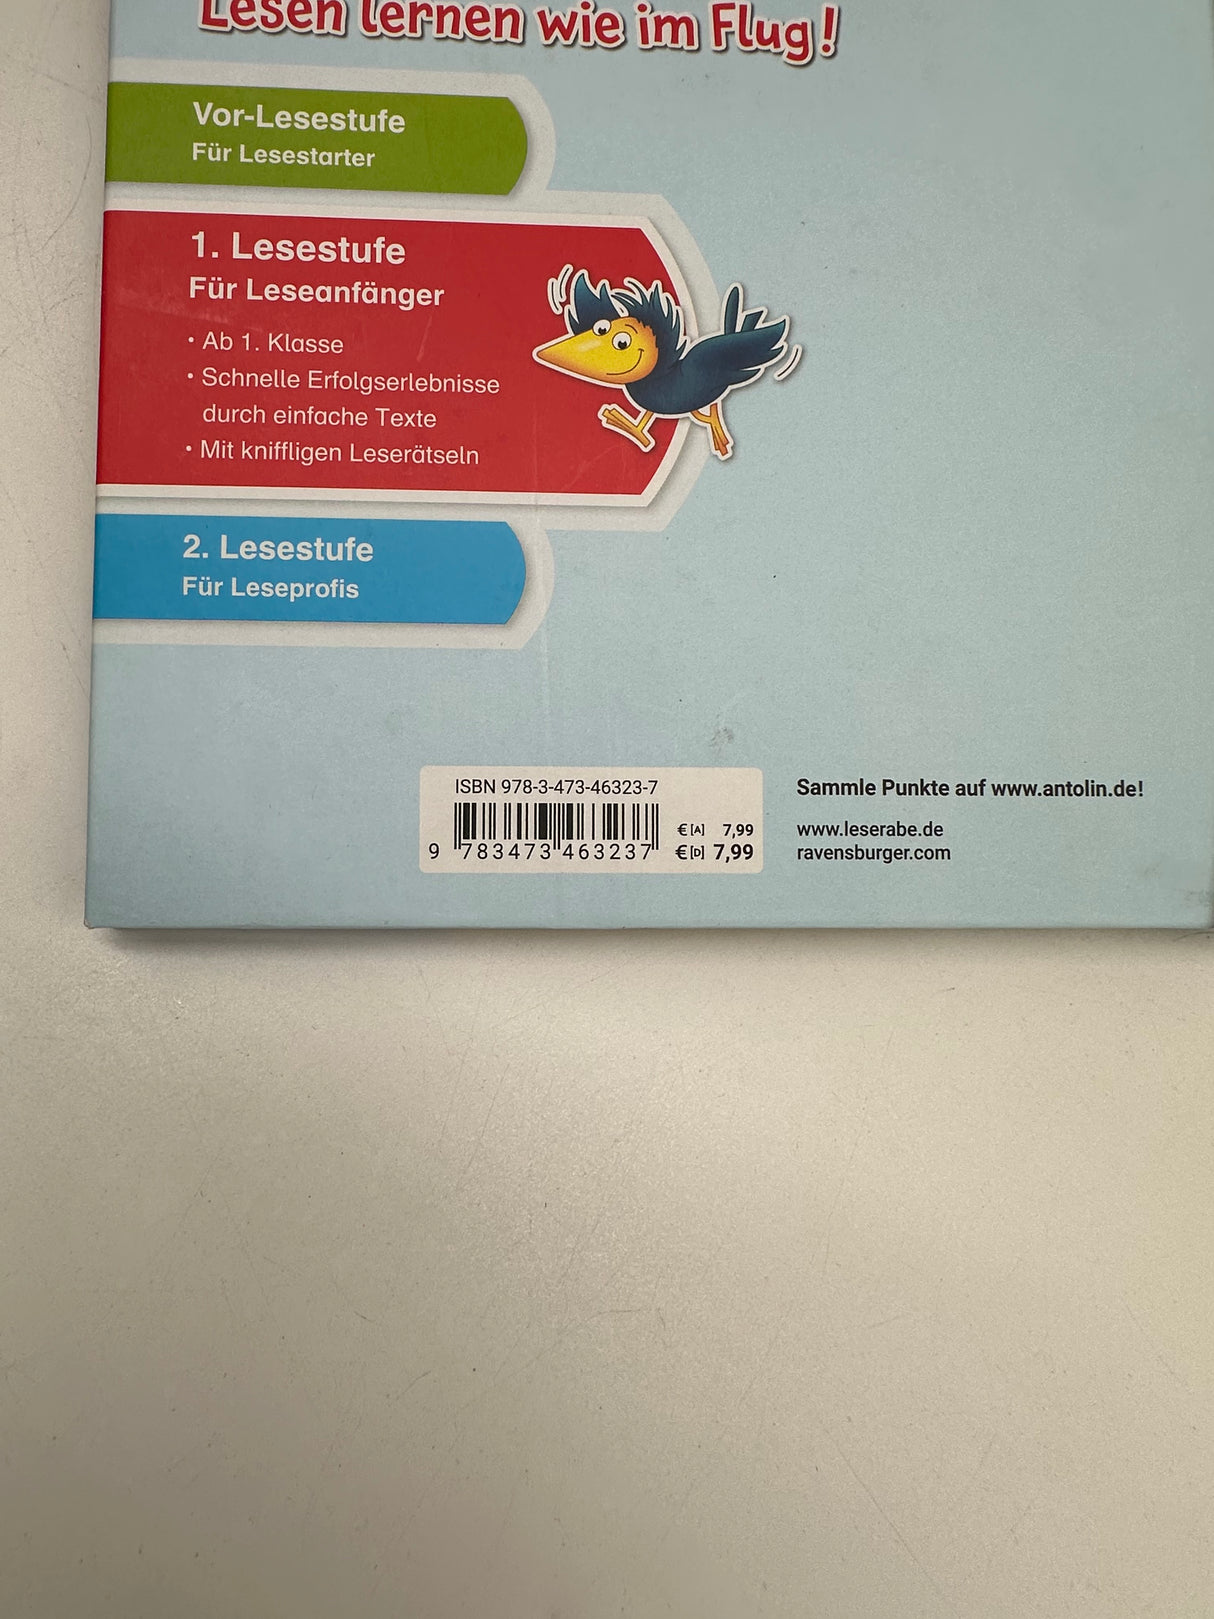 Lesen lernen wie im Flug!
Vor-Lesestufe
Für Lesestarter
1. Lesestufe
Für Leseanfänger
• Ab 1. Klasse
• Schnelle Erfolgserlebnisse
durch einfache Texte
• Mit kniffligen Leserätseln
2. Lesestufe
Für Leseprofis
ISBN 978-3-473-46323-7
€ [A] 7,99
9 783473 463237 € [D] 7,99
Sammle Punkte auf www.antolin.de!
www.leserabe.de
ravensburger.com